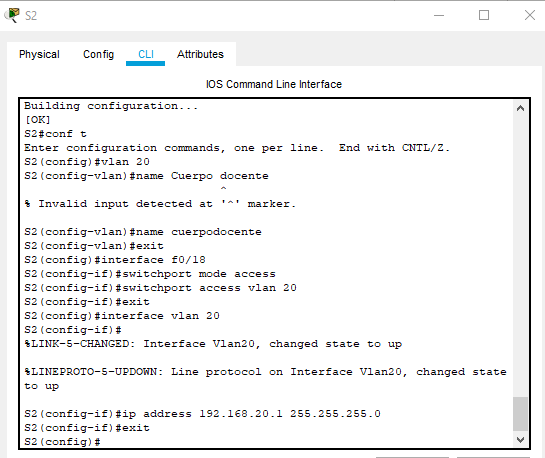 S2
Physical Config CLI Attributes
IOS Command Line Interface
Building configuration...
[OK]
S2#conf t
Enter configuration commands, one per line.  End with CNTL/Z.
S2(config)#vlan 20
S2(config-vlan)#name Cuerpo docente
                            ^
% Invalid input detected at '^' marker.
S2(config-vlan)#name cuerpodocente
S2(config-vlan)#exit
S2(config)#interface f0/18
S2(config-if)#switchport mode access
S2(config-if)#switchport access vlan 20
S2(config-if)#exit
S2(config)#interface vlan 20
S2(config-if)#
%LINK-5-CHANGED: Interface Vlan20, changed state to up
%LINEPROTO-5-UPDOWN: Line protocol on Interface Vlan20, changed state
to up
S2(config-if)#ip address 192.168.20.1 255.255.255.0
S2(config-if)#exit
S2(config)#